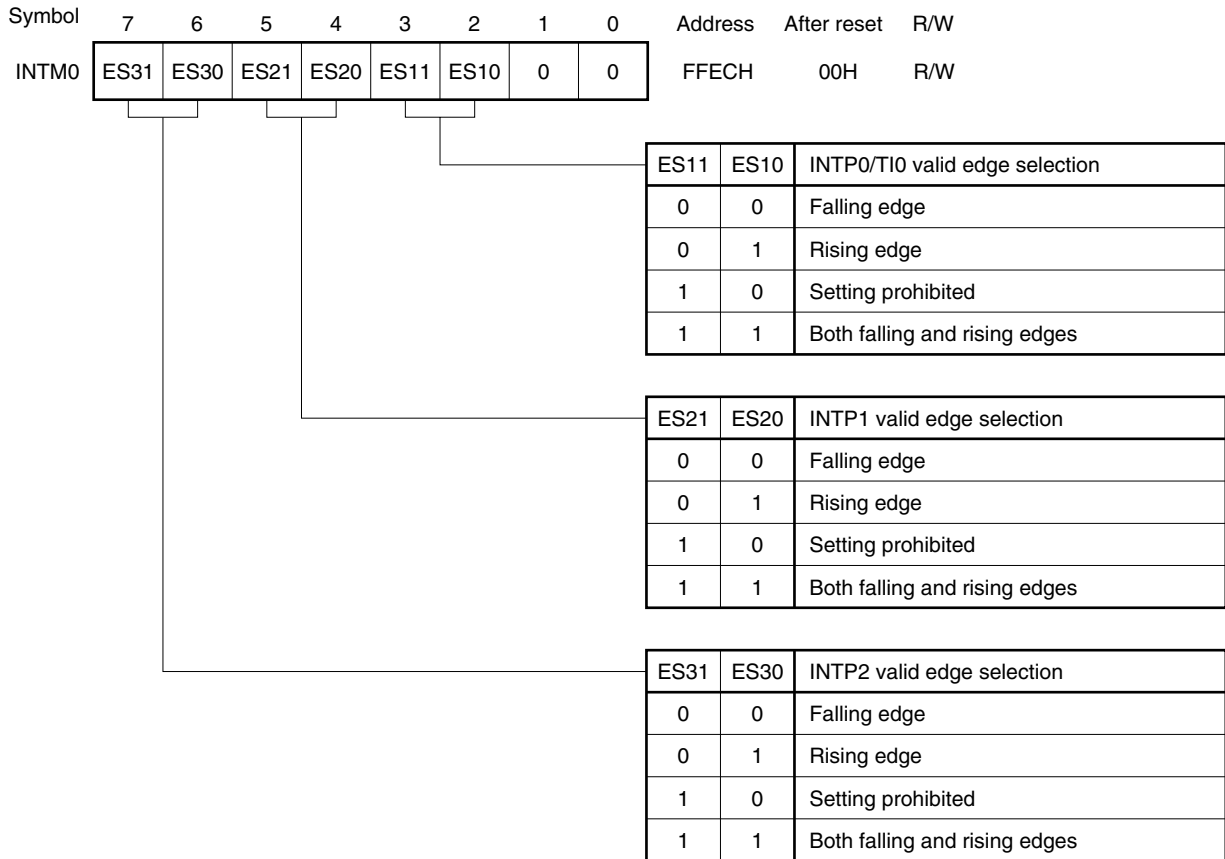 Symbol 7 6 5 4 3 2 1 0 Address After reset R/W
INTM0 ES31 ES30 ES21 ES20 ES11 ES10 0 0 FFECH 00H R/W
ES11 ES10 INTP0/TI0 valid edge selection
0 0 Falling edge
0 1 Rising edge
1 0 Setting prohibited
1 1 Both falling and rising edges
ES21 ES20 INTP1 valid edge selection
0 0 Falling edge
0 1 Rising edge
1 0 Setting prohibited
1 1 Both falling and rising edges
ES31 ES30 INTP2 valid edge selection
0 0 Falling edge
0 1 Rising edge
1 0 Setting prohibited
1 1 Both falling and rising edges